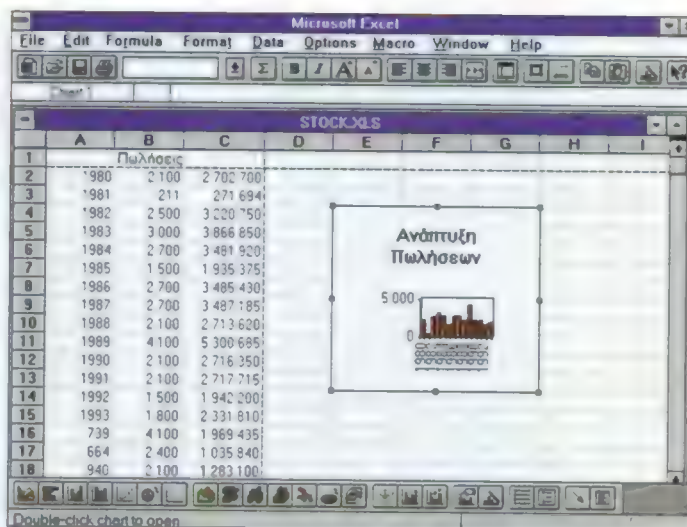 Microsoft Excel
File Edit Formula Format Data Options Macro Window Help
STOCK.XLS
A B C D E F G H I
1 Πωλήσεις
2 1980 2 100 2 702 700
3 1981 211 271 694
4 1982 2 500 3 220 750
5 1983 3 000 3 866 850
6 1984 2 700 3 481 920
7 1985 1 500 1 935 375
8 1986 2 700 3 485 430
9 1987 2 700 3 487 185
10 1988 2 100 2 713 620
11 1989 4 100 5 300 685
12 1990 2 100 2 716 350
13 1991 2 100 2 717 715
14 1992 1 500 1 942 200
15 1993 1 800 2 331 810
16 739 4 100 1 969 435
17 664 2 400 1 035 840
18 940 2 100 1 283 100
Ανάπτυξη
Πωλήσεων
5 000
0
Double-click chart to open